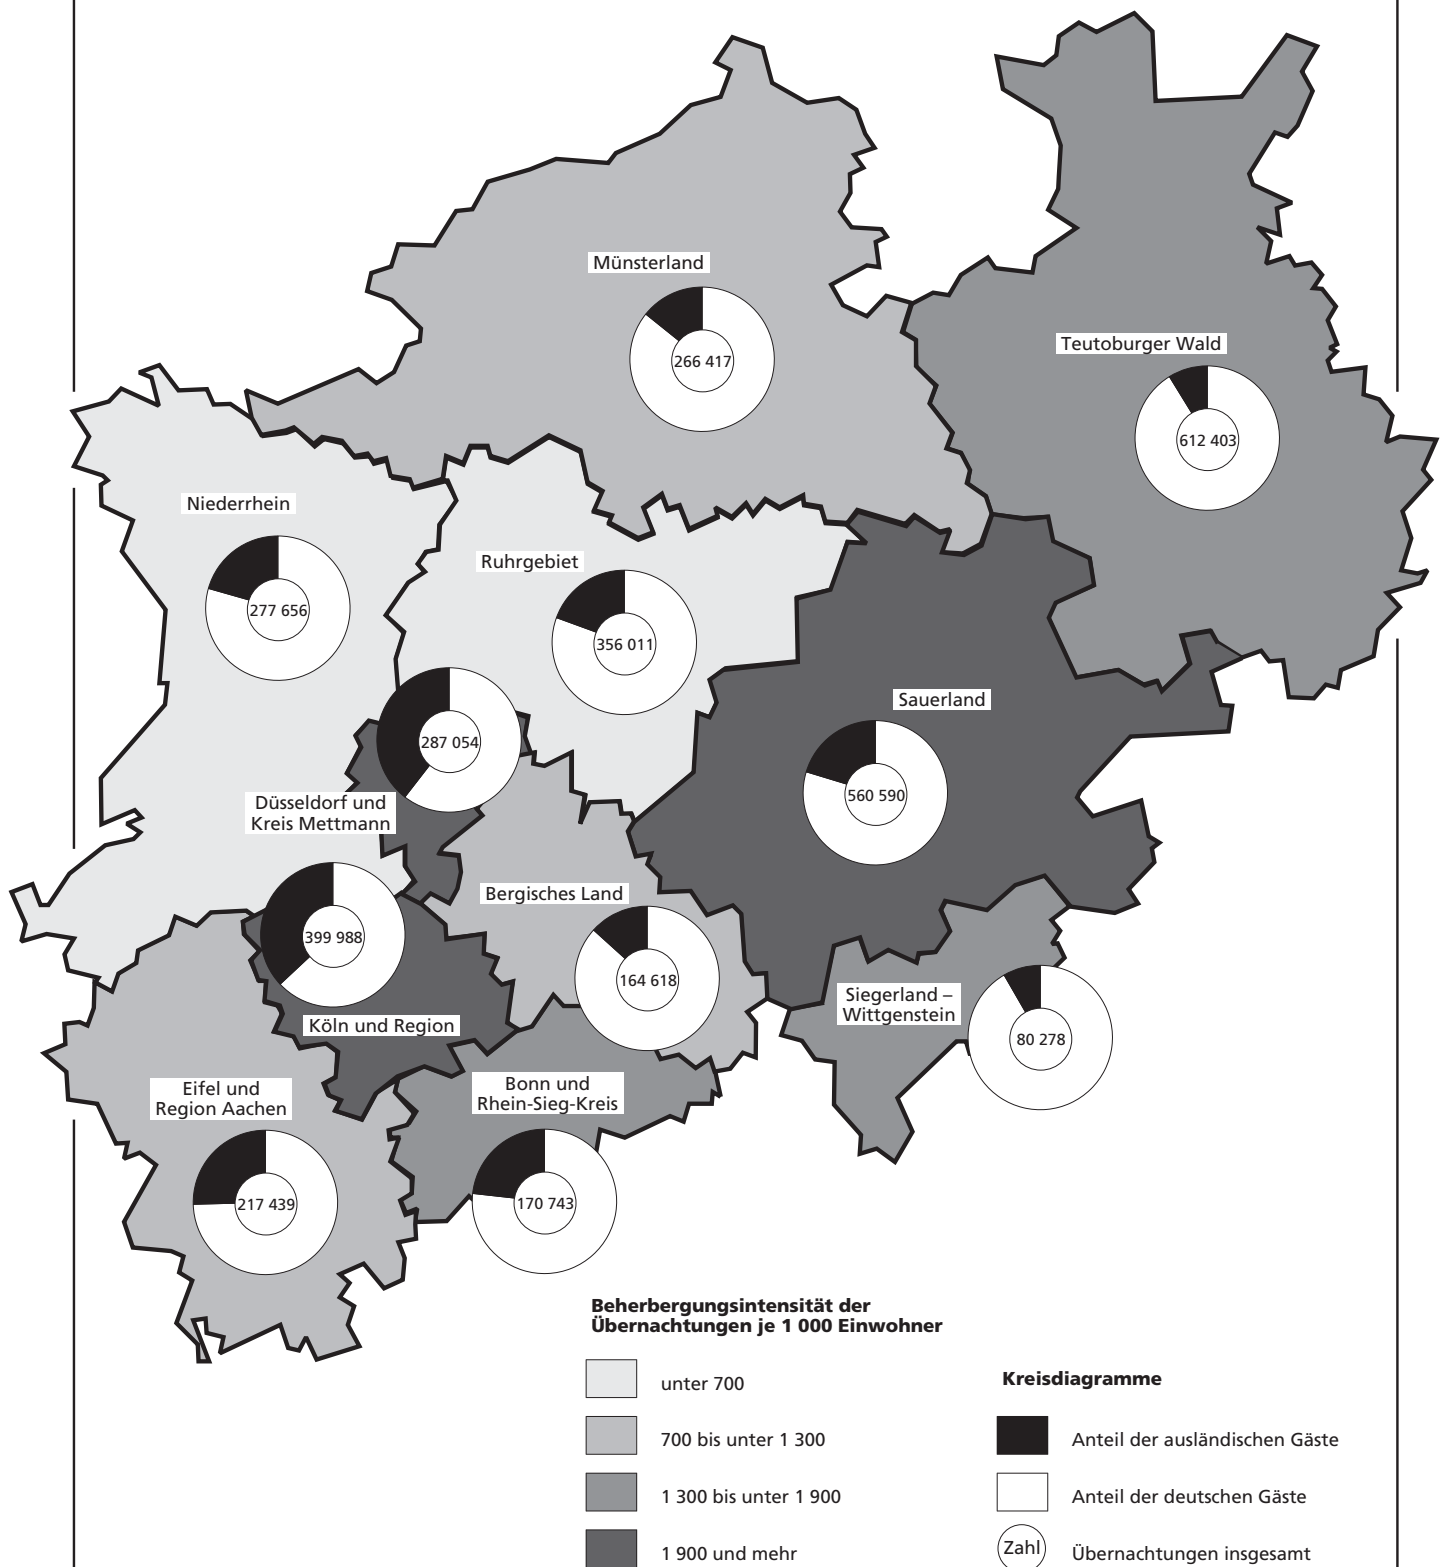 Münsterland
266 417
Teutoburger Wald
612 403
Niederrhein
277 656
Ruhrgebiet
356 011
Sauerland
560 590
287 054
Düsseldorf und
Kreis Mettmann
Bergisches Land
164 618
399 988
Köln und Region
Siegerland –
Wittgenstein
80 278
Eifel und
Region Aachen
217 439
Bonn und
Rhein-Sieg-Kreis
170 743
Beherbergungsintensität der
Übernachtungen je 1 000 Einwohner
unter 700
700 bis unter 1 300
1 300 bis unter 1 900
1 900 und mehr
Kreisdiagramme
Anteil der ausländischen Gäste
Anteil der deutschen Gäste
Zahl
Übernachtungen insgesamt